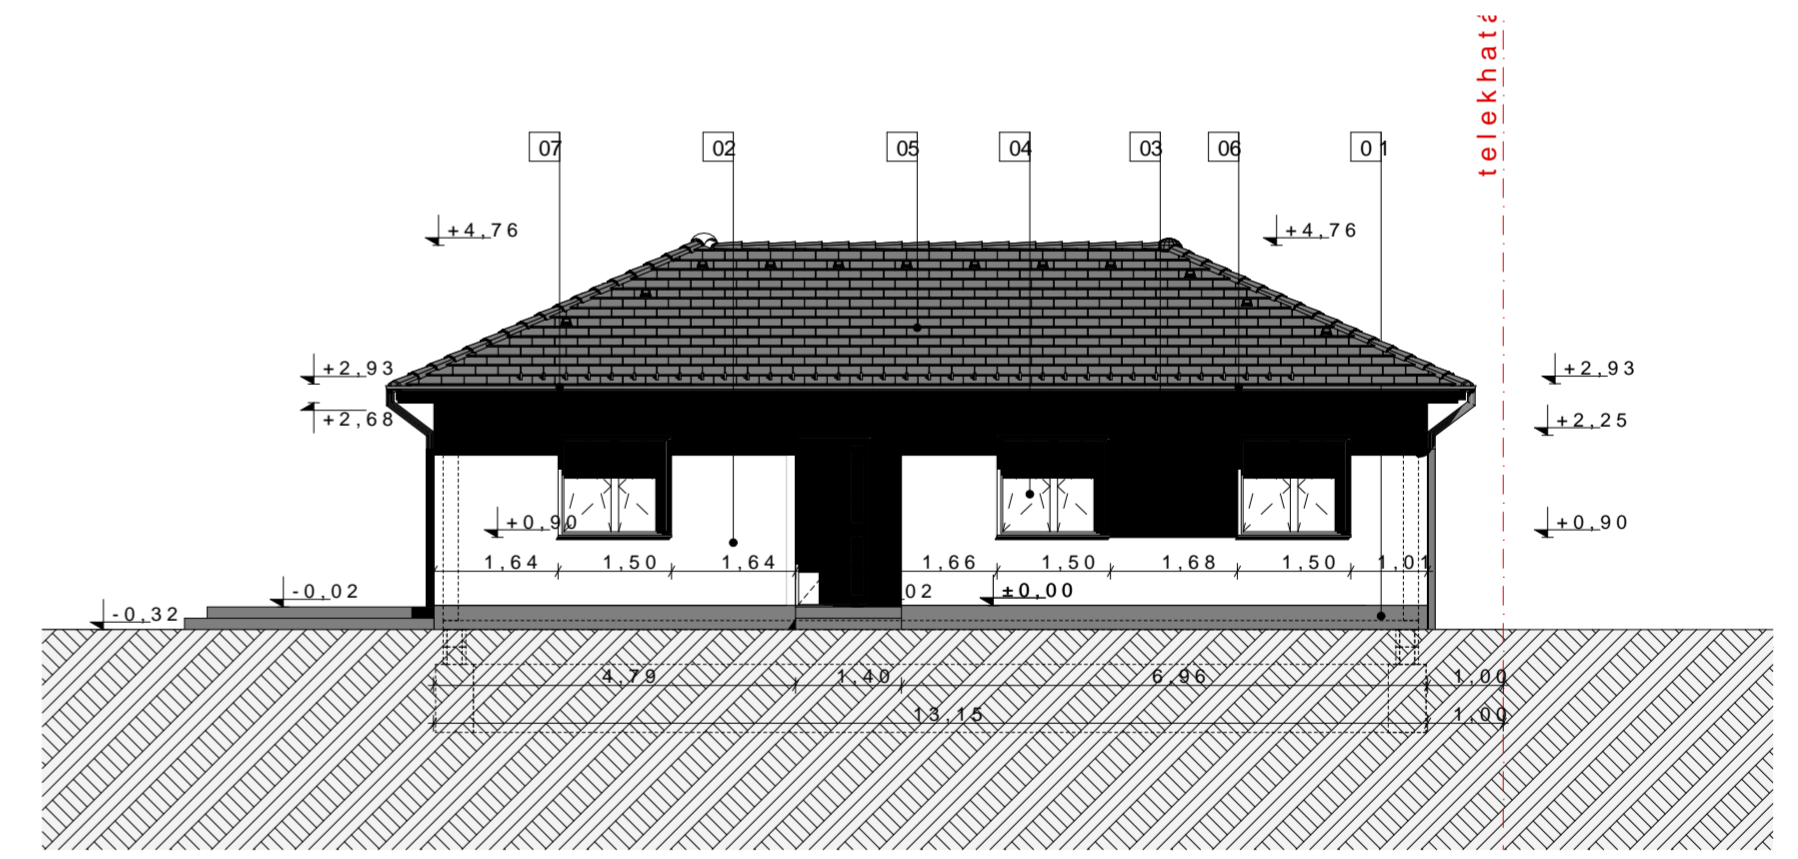 telekhatá
07 02 05 04 03 06 01
+4,76 +4,76
+2,93 +2,93
+2,68 +2,25
+0,90 +0,90
1,64 1,50 1,64 1,66 1,50 1,68 1,50 1,01
-0,02 02 ±0,00
-0,32
4,79 1,40 6,96 1,00
13,15 1,00